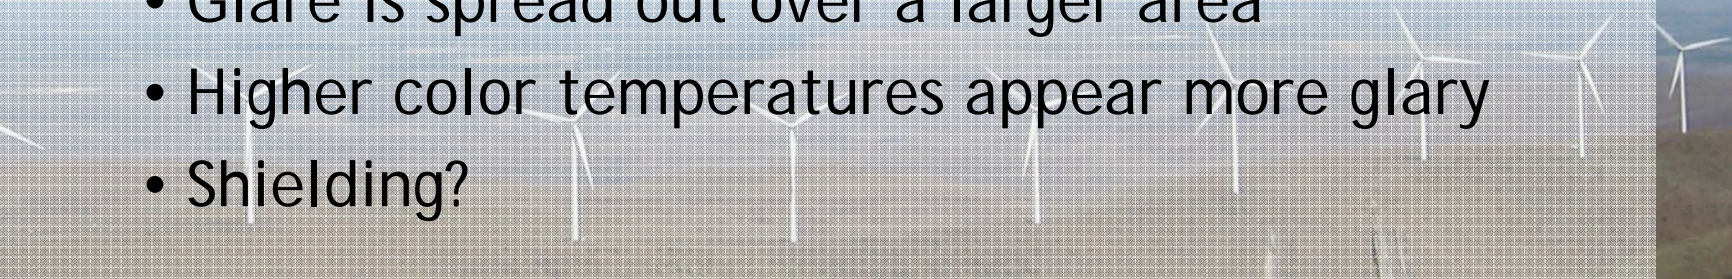 • Glare is spread out over a larger area
• Higher color temperatures appear more glary
• Shielding?